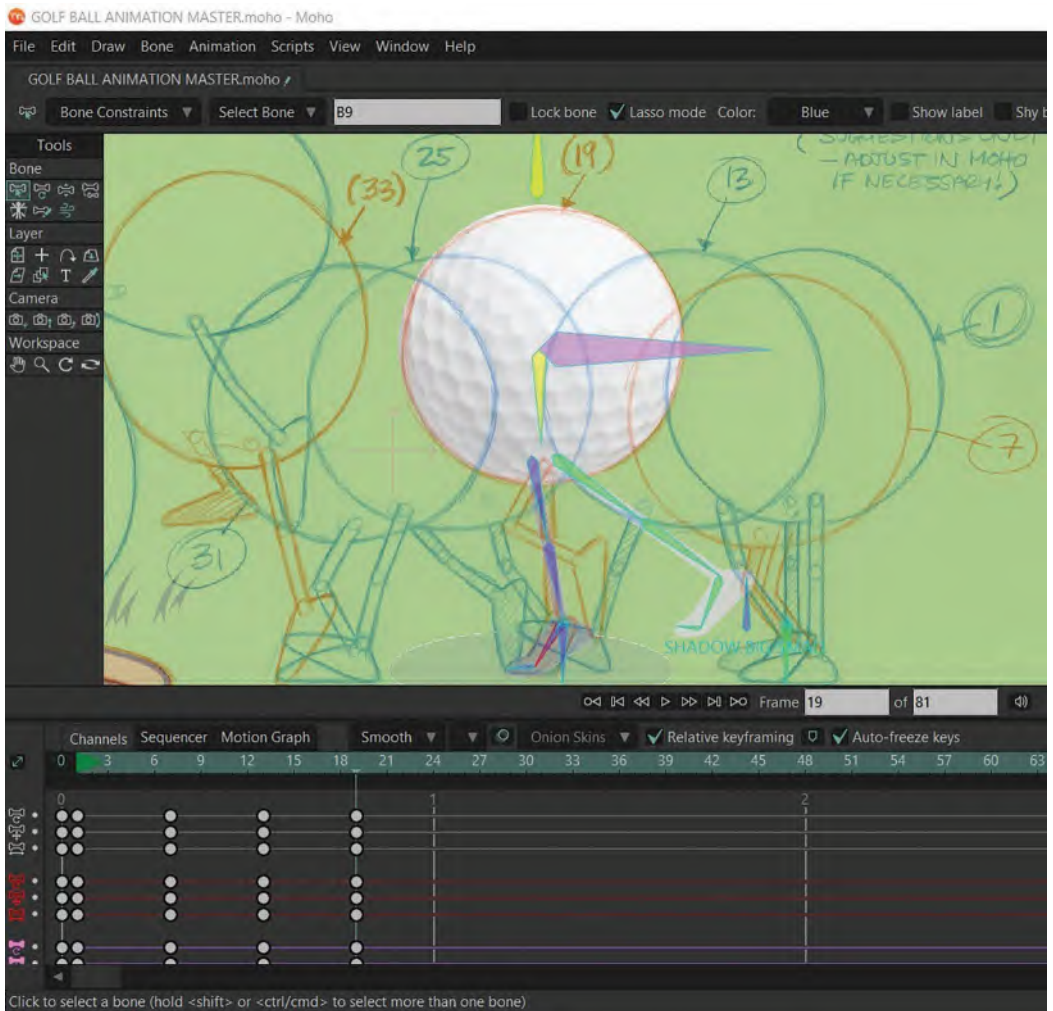 GOLF BALL ANIMATION MASTER.moho - Moho
File Edit Draw Bone Animation Scripts View Window Help
GOLF BALL ANIMATION MASTER.moho
Bone Constraints Select Bone B9 Lock bone Lasso mode Color: Blue Show label Shy b
Tools
Bone
Layer
T
Camera
Workspace
(SUGGESTIONS ONLY
– ADJUST IN MOHO
IF NECESSARY!)
25
(19)
13
(33)
1
7
31
SHADOW
Frame 19 of 81
Channels Sequencer Motion Graph Smooth Onion Skins Relative keyframing Auto-freeze keys
0 3 6 9 12 15 18 21 24 27 30 33 36 39 42 45 48 51 54 57 60 63
0 1 2
Click to select a bone (hold <shift> or <ctrl/cmd> to select more than one bone)